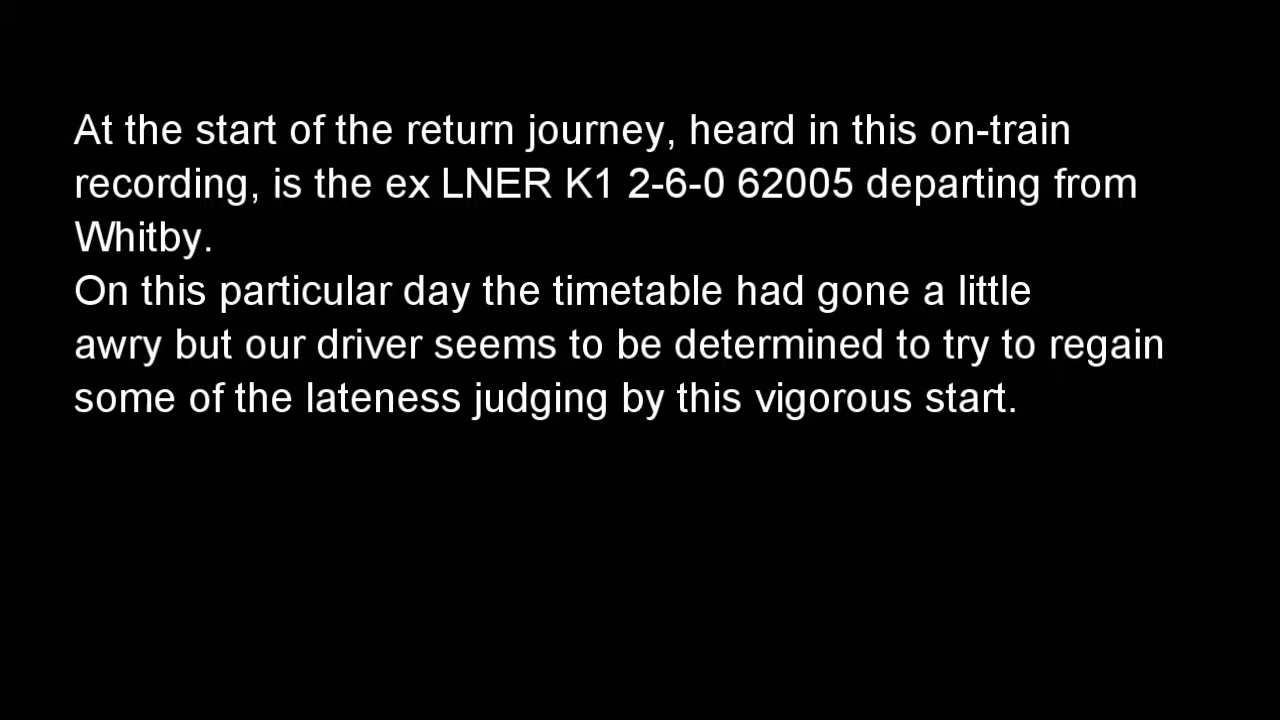 At the start of the return journey, heard in this on-train
recording, is the ex LNER K1 2-6-0 62005 departing from
Whitby.
On this particular day the timetable had gone a little
awry but our driver seems to be determined to try to regain
some of the lateness judging by this vigorous start.